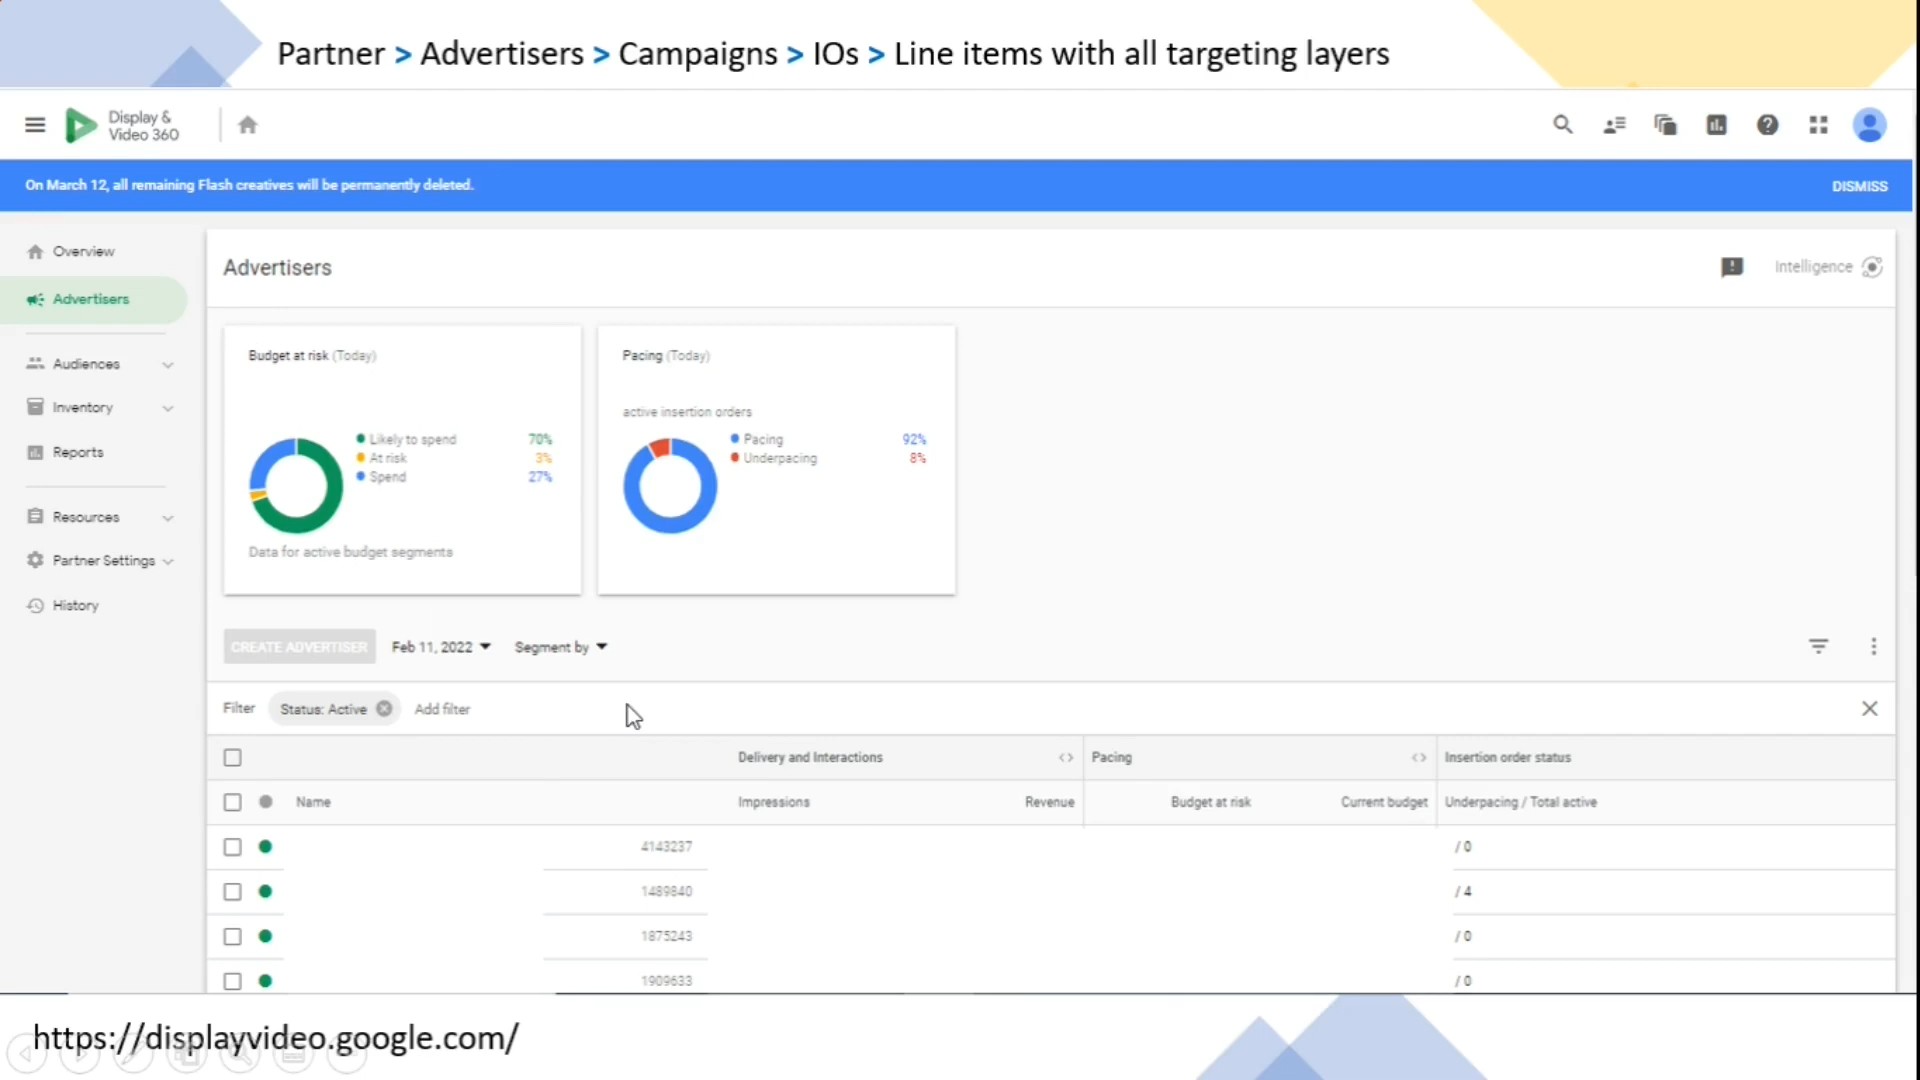 Partner > Advertisers > Campaigns > IOs > Line items with all targeting layers
Display &
Video 360
On March 12, all remaining Flash creatives will be permanently deleted.
DISMISS
Overview
Advertisers
Audiences
Inventory
Reports
Resources
Partner Settings
History
Advertisers
Intelligence
Budget at risk (Today)
Likely to spend 70%
At risk 3%
Spend 27%
Data for active budget segments
Pacing (Today)
active insertion orders
Pacing 92%
Underpacing 8%
CREATE ADVERTISER Feb 11, 2022 Segment by
Filter Status: Active Add filter
Delivery and Interactions Pacing Insertion order status
Name Impressions Revenue Budget at risk Current budget Underpacing / Total active
4143237 / 0
1489840 / 4
1875243 / 0
1909633 / 0
https://displayvideo.google.com/